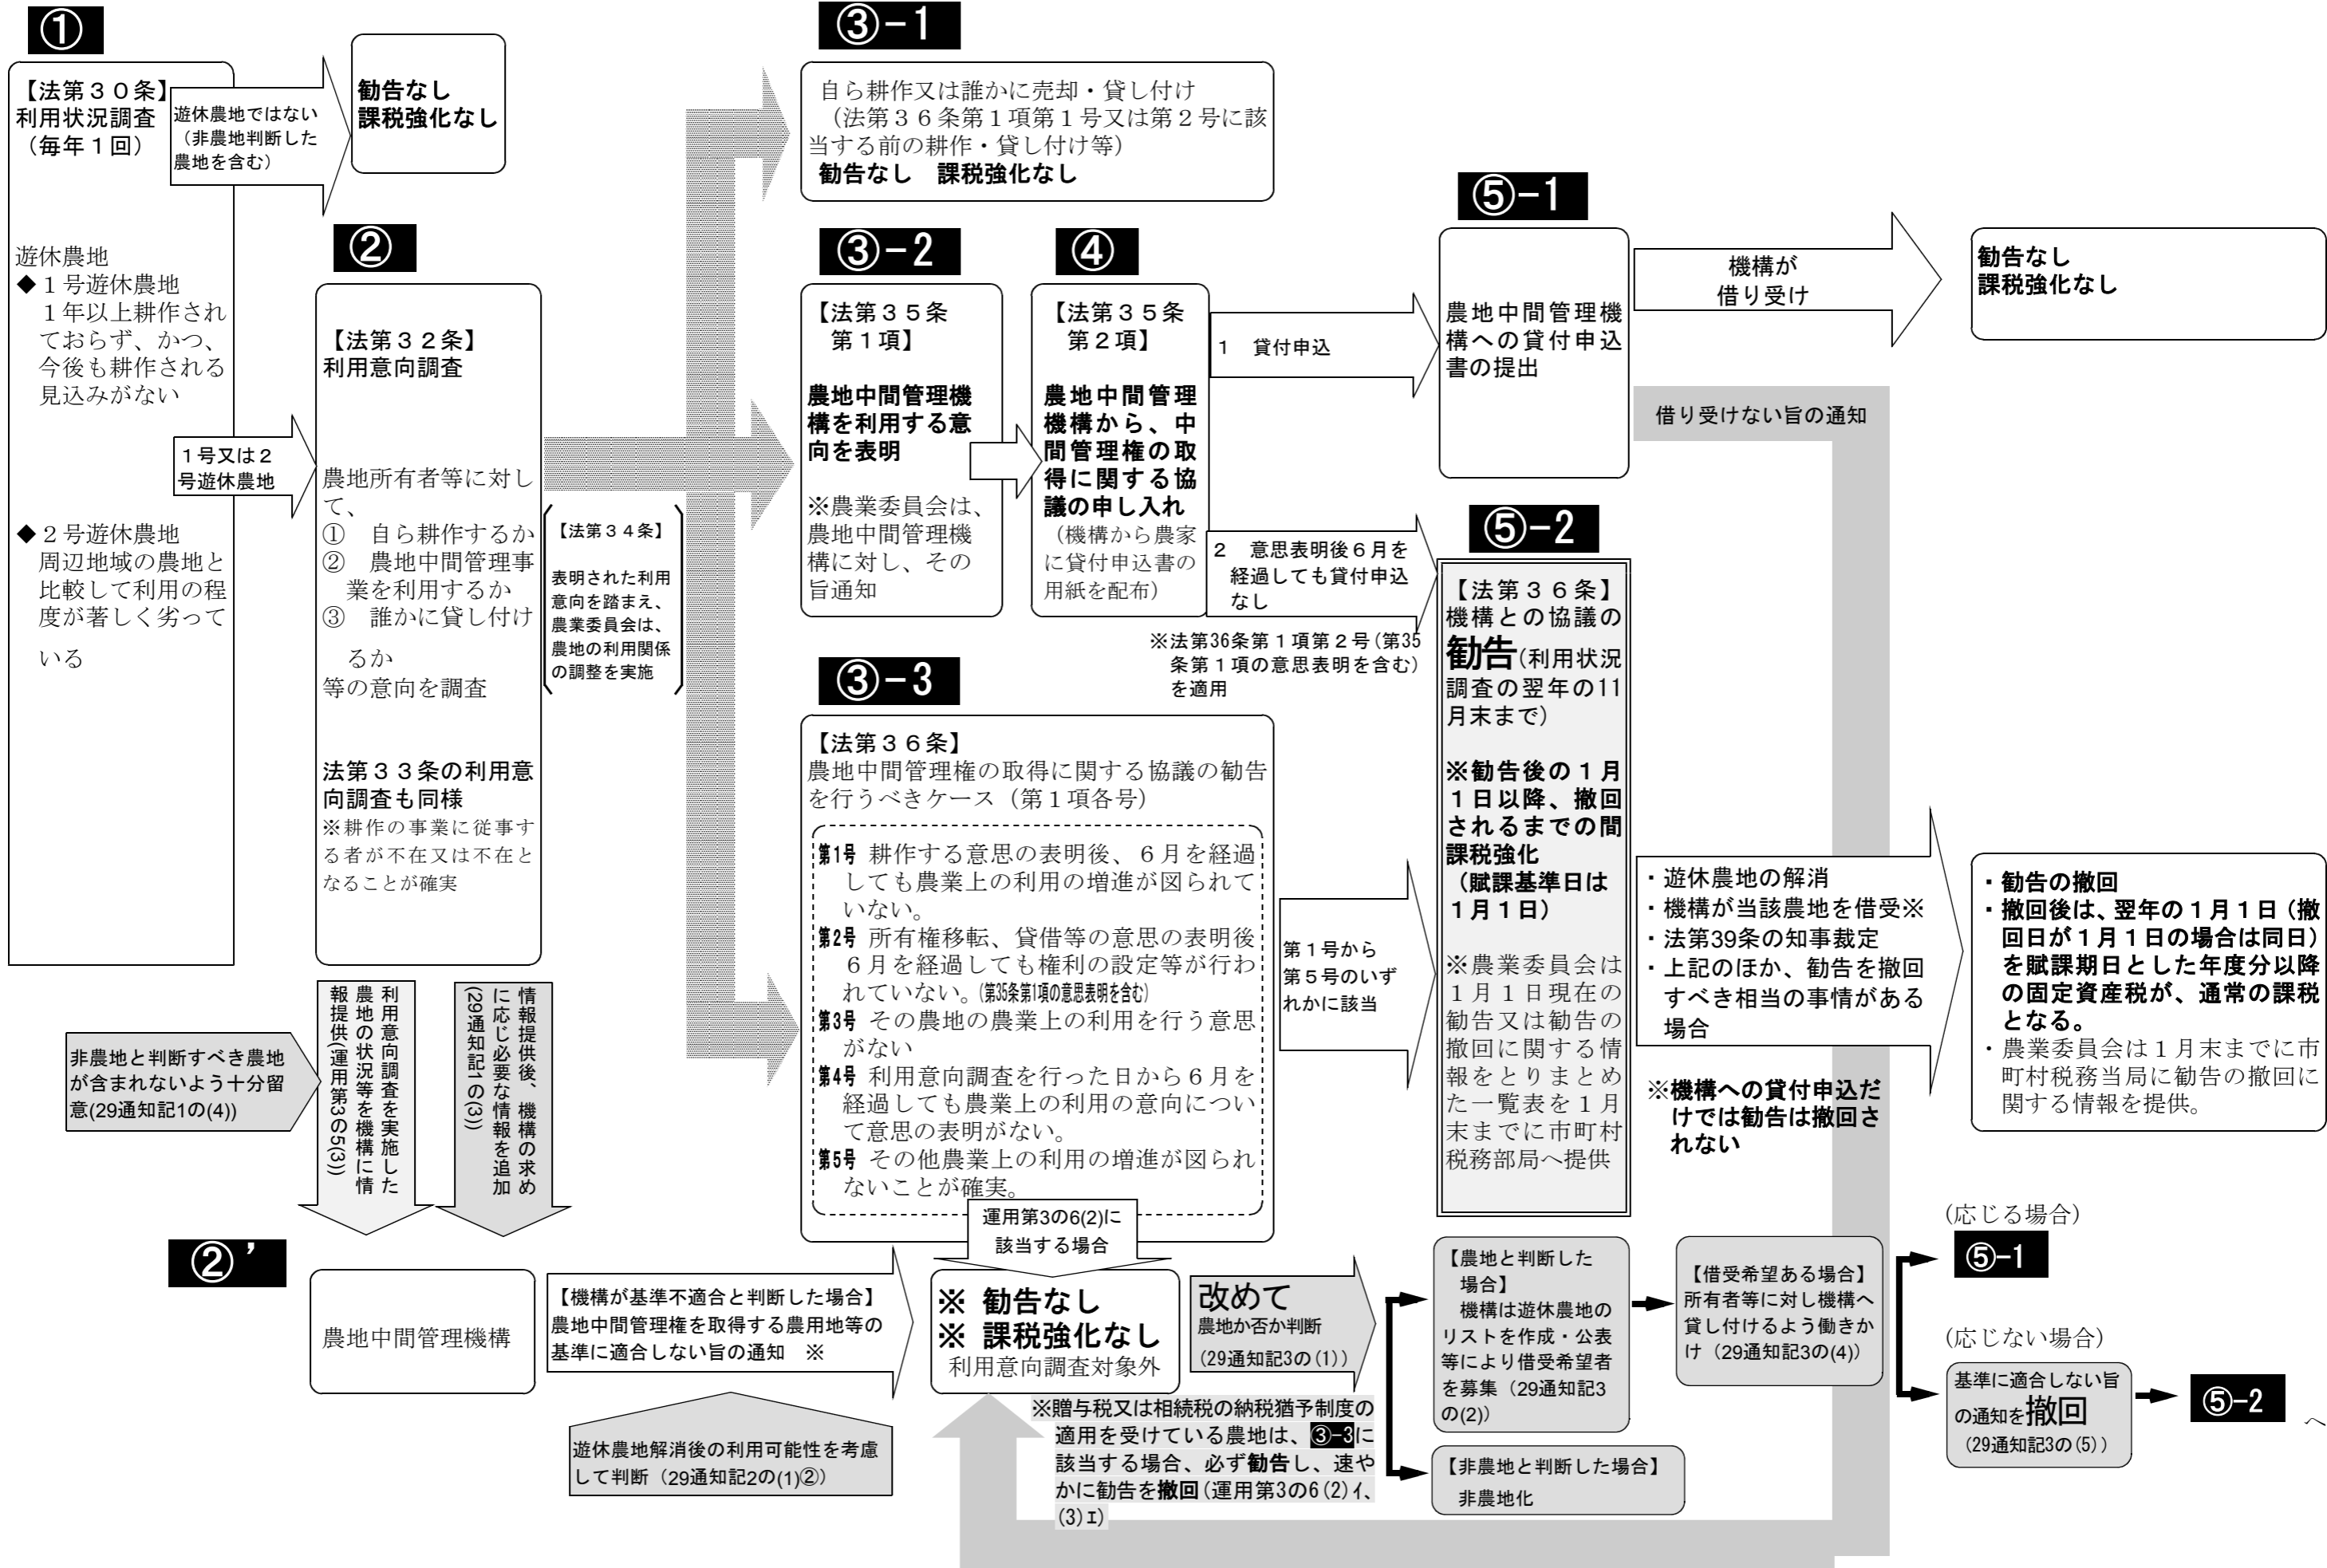 ①
【法第３０条】
利用状況調査
（毎年１回）
遊休農地
◆１号遊休農地
１年以上耕作され
ておらず、かつ、
今後も耕作される
見込みがない
◆２号遊休農地
周辺地域の農地と
比較して利用の程
度が著しく劣って
いる
遊休農地ではない
（非農地判断した
農地を含む）
勧告なし
課税強化なし
１号又は２
号遊休農地
②
【法第３２条】
利用意向調査
農地所有者等に対し
て、
①　自ら耕作するか
②　農地中間管理事
業を利用するか
③　誰かに貸し付け
るか
等の意向を調査
法第３３条の利用意
向調査も同様
※耕作の事業に従事す
る者が不在又は不在と
なることが確実
【法第３４条】
表明された利用
意向を踏まえ、
農業委員会は、
農地の利用関係
の調整を実施
③-1
自ら耕作又は誰かに売却・貸し付け
（法第３６条第１項第１号又は第２号に該
当する前の耕作・貸し付け等）
勧告なし　課税強化なし
③-2
【法第３５条
第１項】
農地中間管理機
構を利用する意
向を表明
※農業委員会は、
農地中間管理機
構に対し、その
旨通知
④
【法第３５条
第２項】
農地中間管理
機構から、中
間管理権の取
得に関する協
議の申し入れ
（機構から農家
に貸付申込書の
用紙を配布）
１　貸付申込
２　意思表明後６月を
経過しても貸付申込
なし
※法第36条第１項第２号(第35
条第１項の意思表明を含む)
を適用
⑤-1
農地中間管理機
構への貸付申込
書の提出
機構が
借り受け
勧告なし
課税強化なし
借り受けない旨の通知
③-3
【法第３６条】
農地中間管理権の取得に関する協議の勧告
を行うべきケース（第１項各号）
第1号 耕作する意思の表明後、６月を経過
しても農業上の利用の増進が図られて
いない。
第2号 所有権移転、貸借等の意思の表明後
６月を経過しても権利の設定等が行わ
れていない。(第35条第1項の意思表明を含む)
第3号 その農地の農業上の利用を行う意思
がない
第4号 利用意向調査を行った日から６月を
経過しても農業上の利用の意向につい
て意思の表明がない。
第5号 その他農業上の利用の増進が図られ
ないことが確実。
第１号から
第５号のいず
れかに該当
⑤-2
【法第３６条】
機構との協議の
勧告(利用状況
調査の翌年の11
月末まで)
※勧告後の１月
１日以降、撤回
されるまでの間
課税強化
（賦課基準日は
１月１日）
※農業委員会は
１月１日現在の
勧告又は勧告の
撤回に関する情
報をとりまとめ
た一覧表を１月
末までに市町村
税務部局へ提供
・遊休農地の解消
・機構が当該農地を借受※
・法第39条の知事裁定
・上記のほか、勧告を撤回
すべき相当の事情がある
場合
※機構への貸付申込だ
けでは勧告は撤回さ
れない
・勧告の撤回
・撤回後は、翌年の１月１日（撤
回日が１月１日の場合は同日）
を賦課期日とした年度分以降
の固定資産税が、通常の課税
となる。
・農業委員会は１月末までに市
町村税務当局に勧告の撤回に
関する情報を提供。
非農地と判断すべき農地
が含まれないよう十分留
意(29通知記1の(4))
利用意向調査を実施した
農地の状況等を機構に情
報提供(運用第3の5(3))
情報提供後、機構の求め
に応じ必要な情報を追加
(29通知記1の(3))
②’
農地中間管理機構
【機構が基準不適合と判断した場合】
農地中間管理権を取得する農用地等の
基準に適合しない旨の通知　※
遊休農地解消後の利用可能性を考慮
して判断（29通知記2の(1)②）
運用第3の6(2)に
該当する場合
※ 勧告なし
※ 課税強化なし
利用意向調査対象外
改めて
農地か否か判断
(29通知記3の(1))
※贈与税又は相続税の納税猶予制度の
適用を受けている農地は、③-3に
該当する場合、必ず勧告し、速や
かに勧告を撤回(運用第3の6(2)ｲ、
(3)ｴ)
【農地と判断した
場合】
機構は遊休農地の
リストを作成・公表
等により借受希望者
を募集（29通知記3
の(2)）
【非農地と判断した場合】
非農地化
【借受希望ある場合】
所有者等に対し機構へ
貸し付けるよう働きか
け（29通知記3の(4)）
(応じる場合)
⑤-1
(応じない場合)
基準に適合しない旨
の通知を撤回
（29通知記3の(5)）
⑤-2 へ